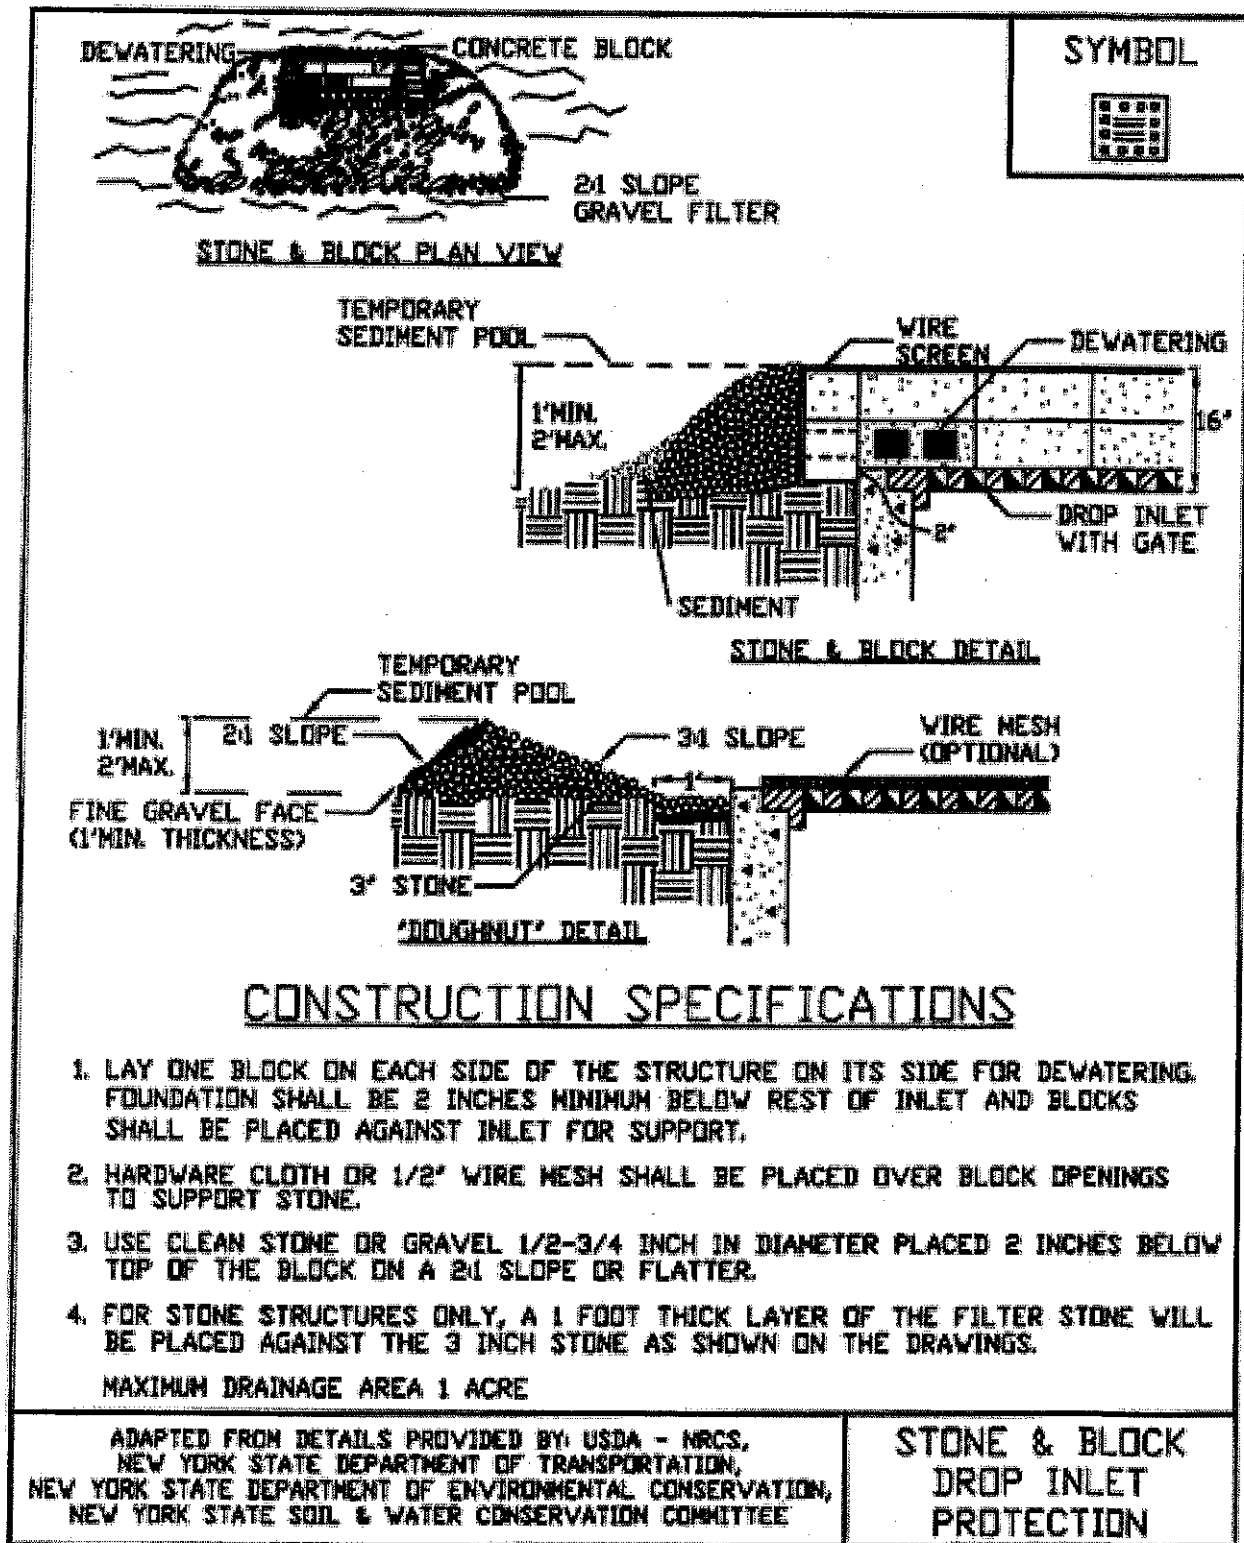 DEWATERING
CONCRETE BLOCK
SYMBOL
2:1 SLOPE
GRAVEL FILTER
STONE & BLOCK PLAN VIEW
TEMPORARY
SEDIMENT POOL
WIRE
SCREEN
DEWATERING
1'MIN.
2'MAX.
16"
2"
DROP INLET
WITH GATE
SEDIMENT
STONE & BLOCK DETAIL
TEMPORARY
SEDIMENT POOL
1'MIN.
2'MAX.
2:1 SLOPE
3:1 SLOPE
WIRE MESH
(OPTIONAL)
1'
FINE GRAVEL FACE
(1'MIN. THICKNESS)
3" STONE
"DOUGHNUT" DETAIL
CONSTRUCTION SPECIFICATIONS
1. LAY ONE BLOCK ON EACH SIDE OF THE STRUCTURE ON ITS SIDE FOR DEWATERING.
FOUNDATION SHALL BE 2 INCHES MINIMUM BELOW REST OF INLET AND BLOCKS
SHALL BE PLACED AGAINST INLET FOR SUPPORT.
2. HARDWARE CLOTH OR 1/2" WIRE MESH SHALL BE PLACED OVER BLOCK OPENINGS
TO SUPPORT STONE.
3. USE CLEAN STONE OR GRAVEL 1/2-3/4 INCH IN DIAMETER PLACED 2 INCHES BELOW
TOP OF THE BLOCK ON A 2:1 SLOPE OR FLATTER.
4. FOR STONE STRUCTURES ONLY, A 1 FOOT THICK LAYER OF THE FILTER STONE WILL
BE PLACED AGAINST THE 3 INCH STONE AS SHOWN ON THE DRAWINGS.
MAXIMUM DRAINAGE AREA 1 ACRE
ADAPTED FROM DETAILS PROVIDED BY: USDA - NRCS,
NEW YORK STATE DEPARTMENT OF TRANSPORTATION,
NEW YORK STATE DEPARTMENT OF ENVIRONMENTAL CONSERVATION,
NEW YORK STATE SOIL & WATER CONSERVATION COMMITTEE
STONE & BLOCK
DROP INLET
PROTECTION